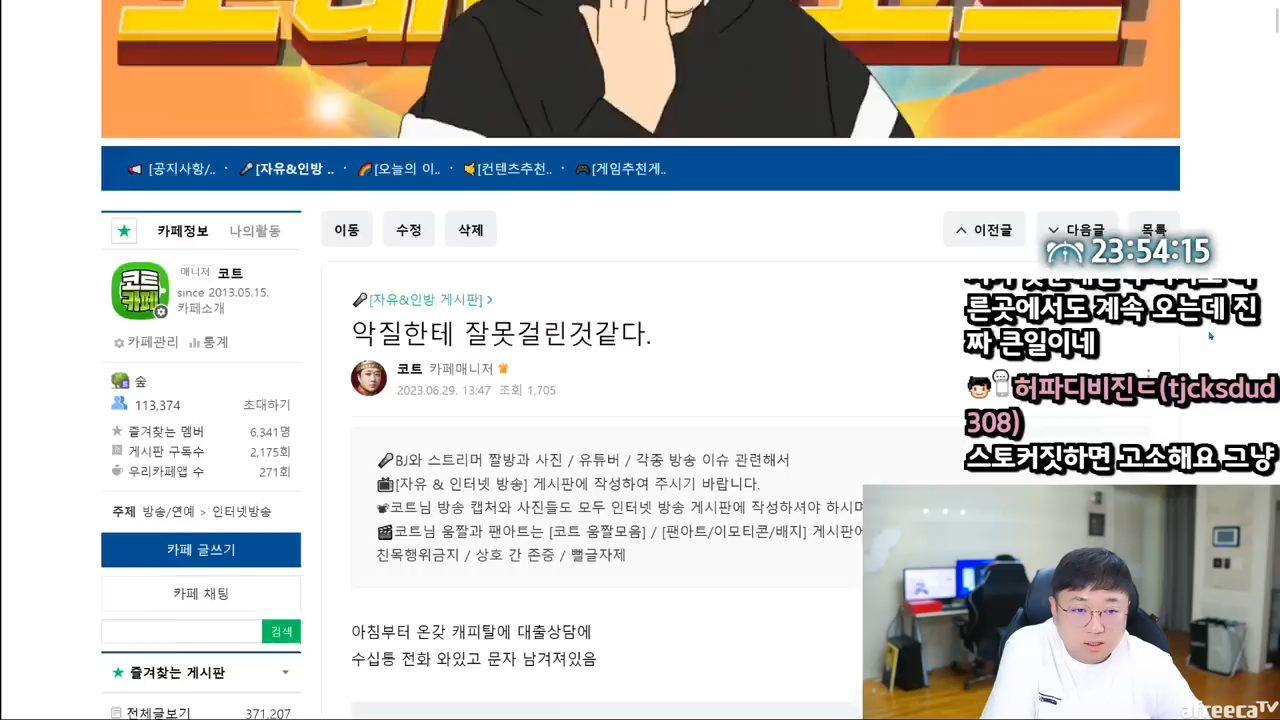 📢 [공지사항/.. · 🎤[자유&인방 .. · 🌈[오늘의 이.. · 🤙[컨텐츠추천.. · 🎮[게임추천게..
★ 카페정보 나의활동
이동 수정 삭제
이전글 다음글 목록
23:54:15
코트카페
매니저 코트
since 2013.05.15.
카페소개
카페관리 통계
숲
113,374 초대하기
즐겨찾는 멤버 6,341명
게시판 구독수 2,175회
우리카페앱 수 271회
주제 방송/연예 > 인터넷방송
카페 글쓰기
카페 채팅
검색
★ 즐겨찾는 게시판
전체글보기 371,207
🎤[자유&인방 게시판] >
악질한테 잘못걸린것같다.
코트 카페매니저
2023.06.29. 13:47 조회 1,705
🎤BJ와 스트리머 짤방과 사진 / 유튜버 / 각종 방송 이슈 관련해서
📺[자유 & 인터넷 방송] 게시판에 작성하여 주시기 바랍니다.
코트님 방송 캡처와 사진들도 모두 인터넷 방송 게시판에 작성하셔야 하시며
🎬코트님 움짤과 팬아트는 [코트 움짤모음] / [팬아트/이모티콘/배지] 게시판에
친목행위금지 / 상호 간 존중 / 뻘글자제
아침부터 온갖 캐피탈에 대출상담에
수십통 전화 와있고 문자 남겨져있음
른곳에서도 계속 오는데 진
짜 큰일이네
허파디비진ㄷ(tjcksdud
308)
스토커짓하면 고소해요 그냥
afreecaTV